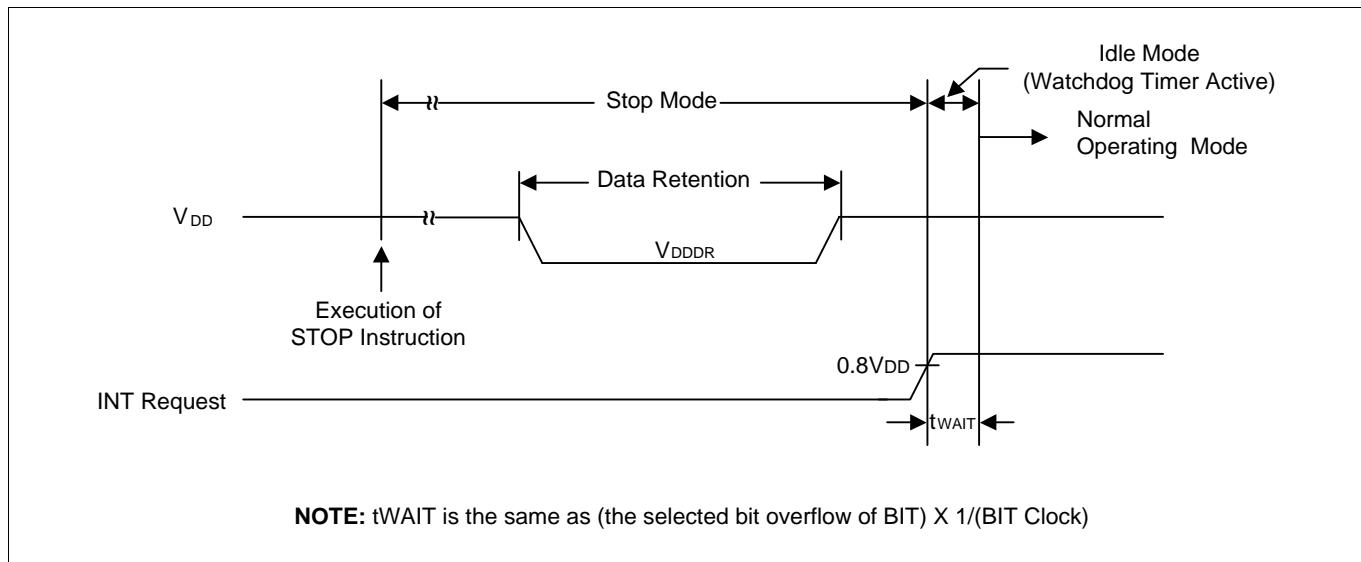 Idle Mode
(Watchdog Timer Active)
Stop Mode
Normal
Operating Mode
Data Retention
VDD
VDDDR
Execution of
STOP Instruction
0.8VDD
INT Request
tWAIT
NOTE: tWAIT is the same as (the selected bit overflow of BIT) X 1/(BIT Clock)